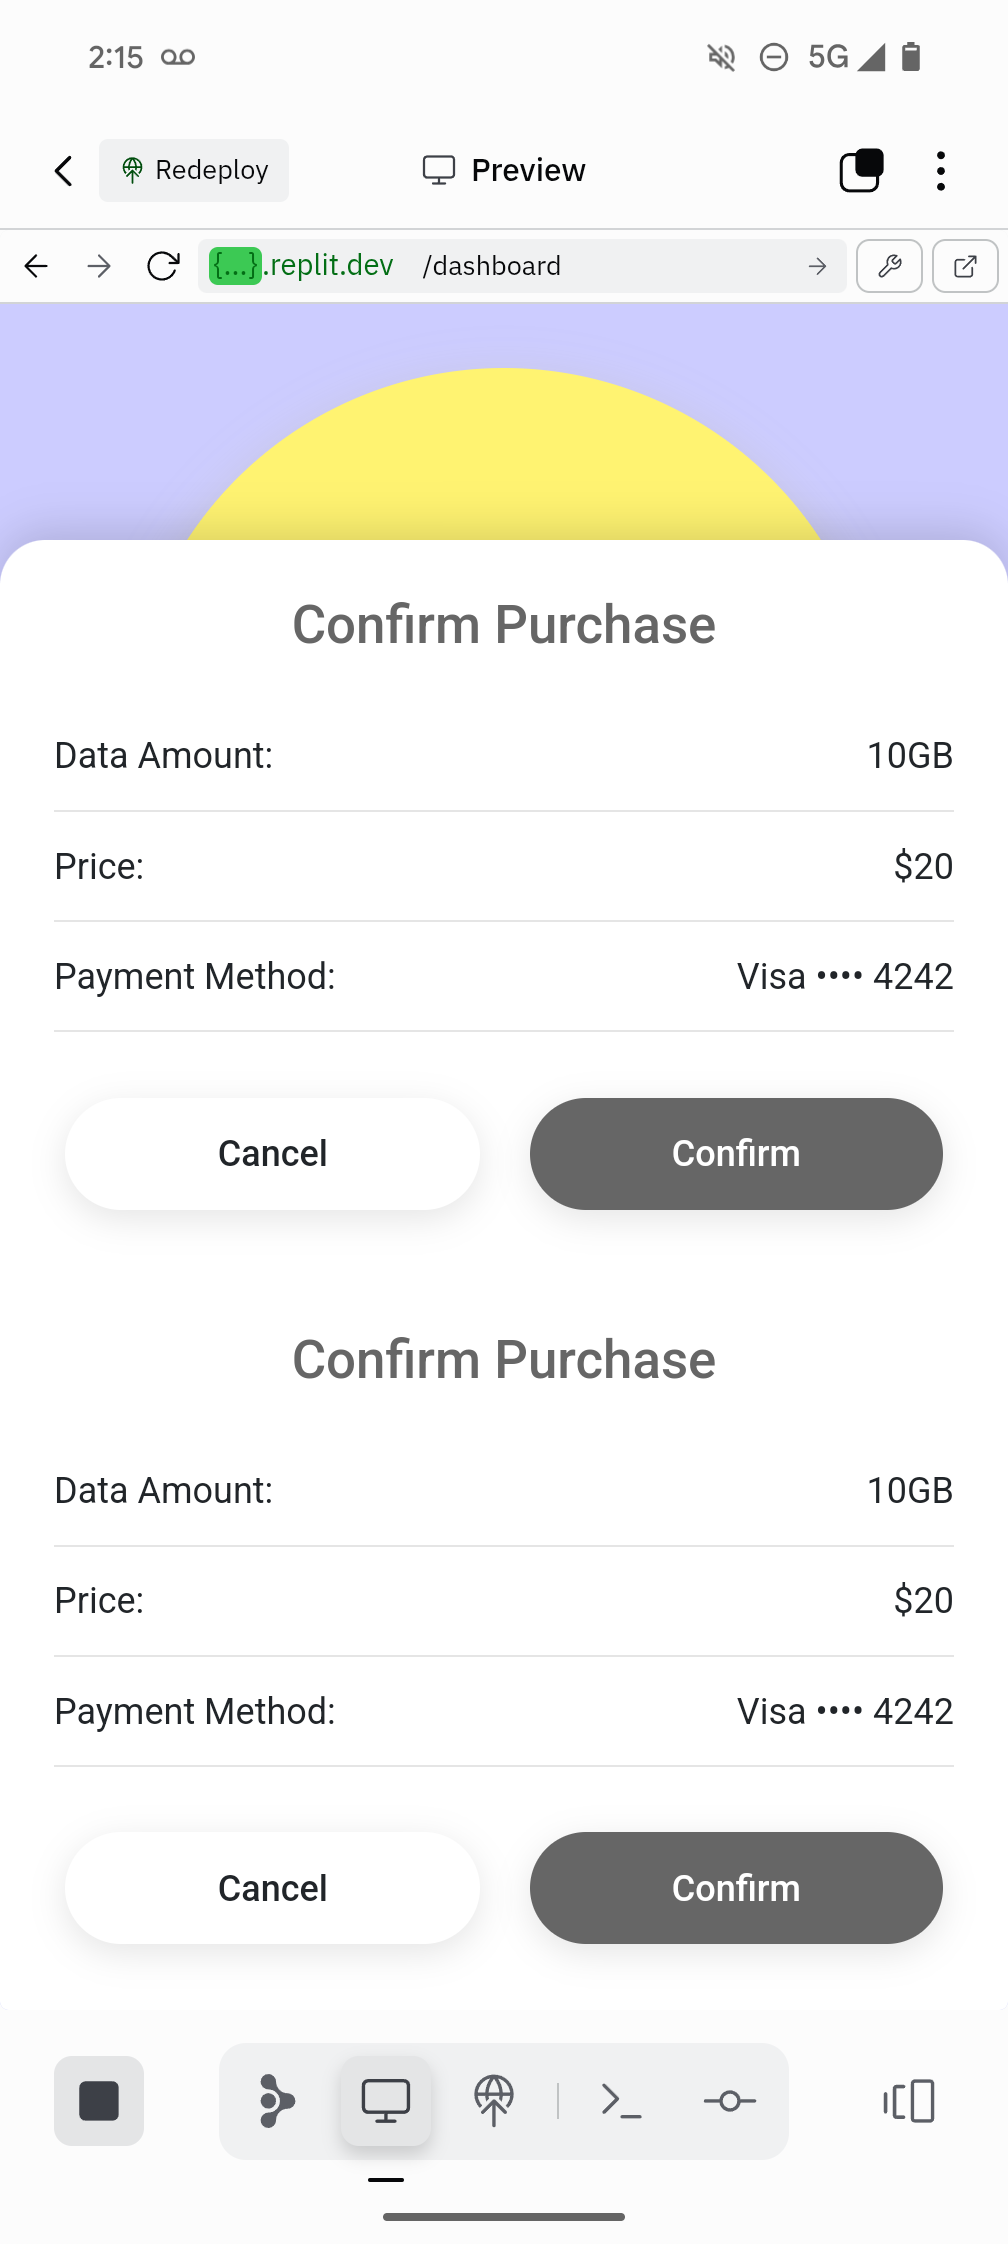 2:15 5G
Redeploy Preview
{...}.replit.dev /dashboard
Confirm Purchase
Data Amount: 10GB
Price: $20
Payment Method: Visa •••• 4242
Cancel Confirm
Confirm Purchase
Data Amount: 10GB
Price: $20
Payment Method: Visa •••• 4242
Cancel Confirm